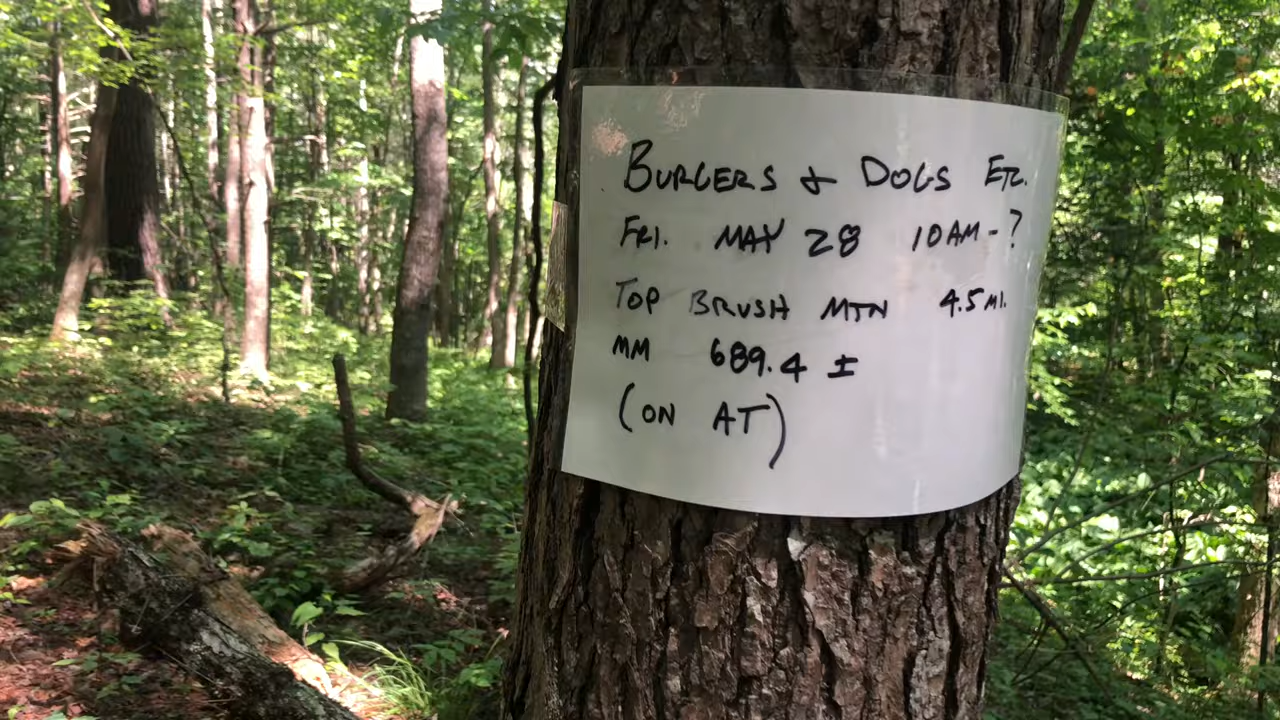 BURGERS & DOGS ETC.
FRI. MAY 28 10AM-?
TOP BRUSH MTN 4.5 MI.
MM 689.4 ±
(ON AT)